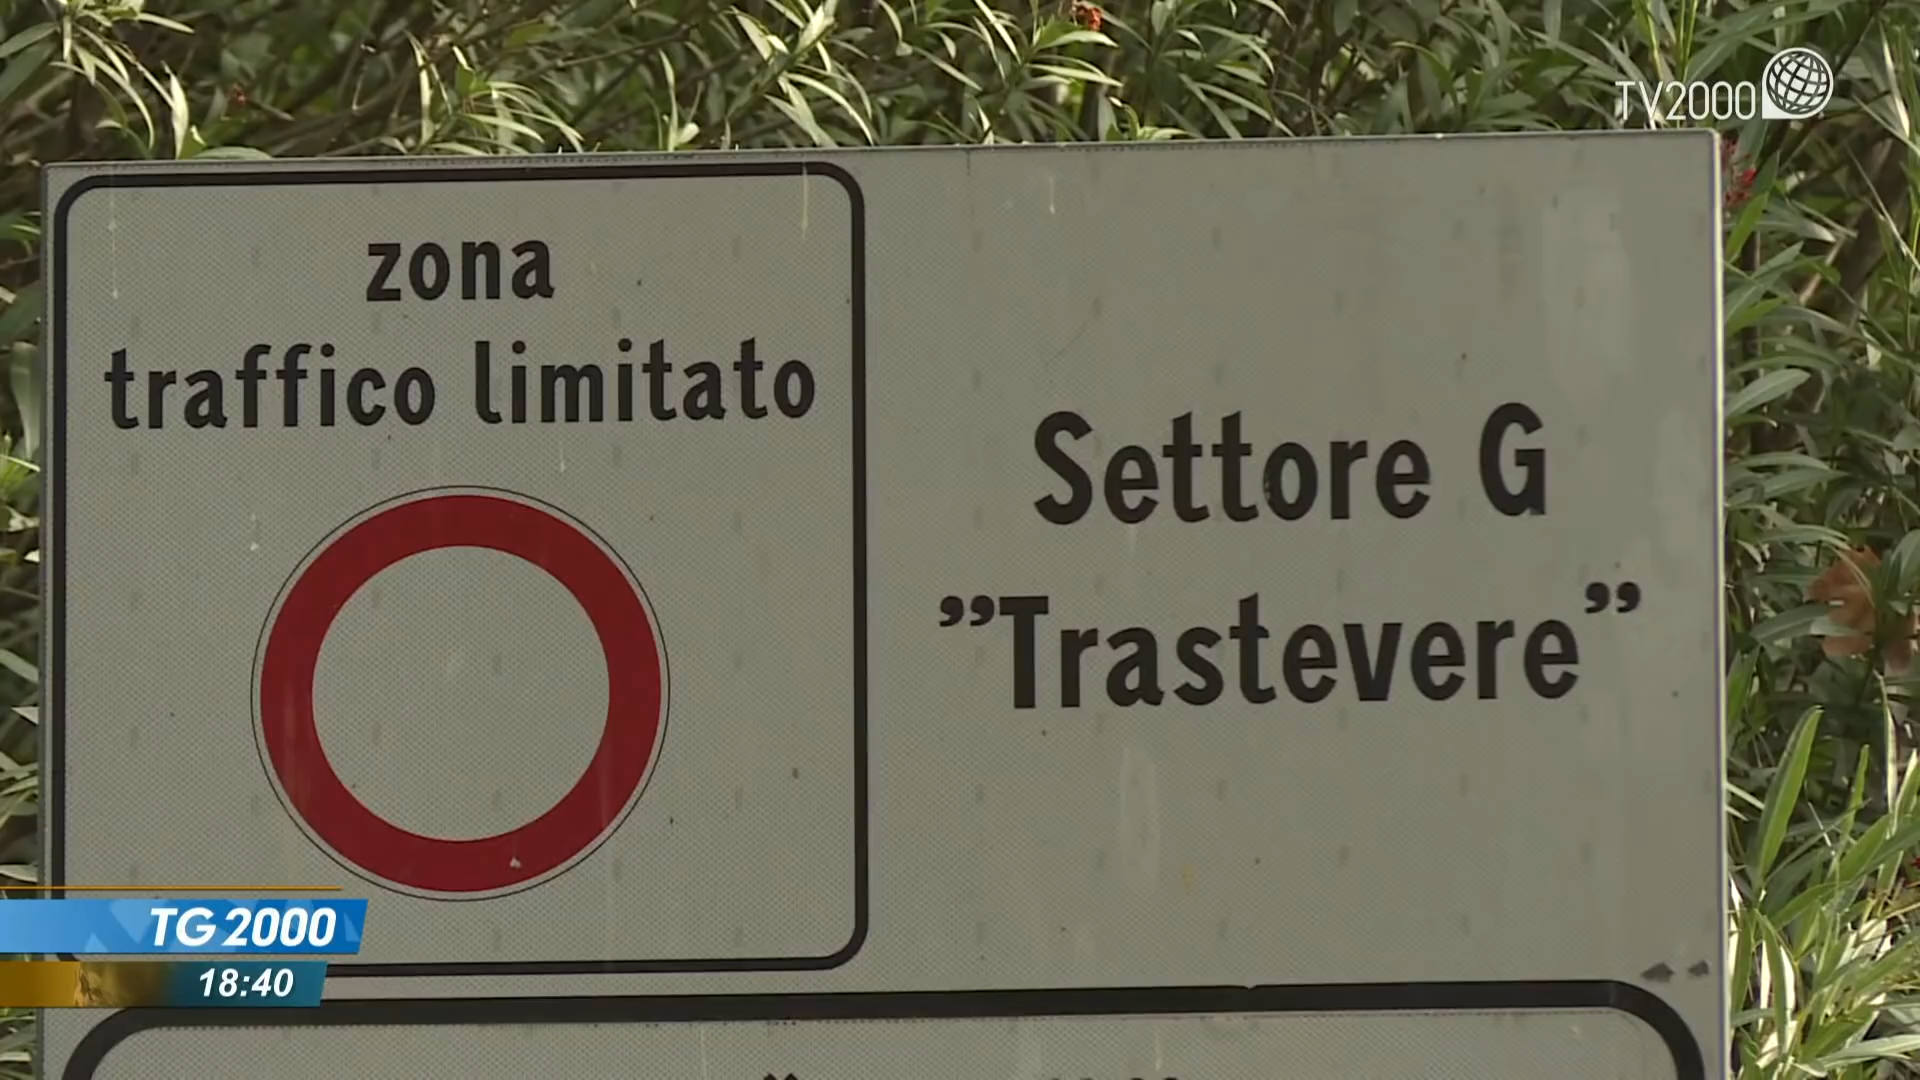 TV2000
zona
traffico limitato
Settore G
”Trastevere”
TG 2000
18:40